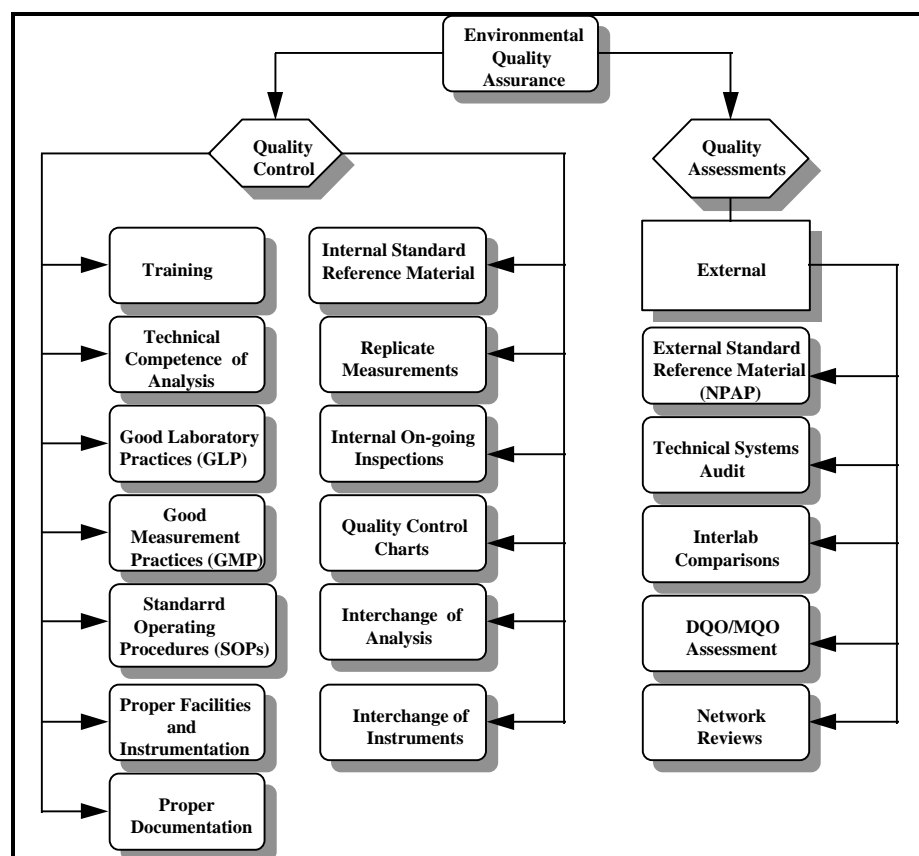 Environmental
Quality
Assurance
Quality
Control
Quality
Assessments
Training
Technical
Competence of
Analysis
Good Laboratory
Practices (GLP)
Good
Measurement
Practices (GMP)
Standarrd
Operating
Procedures (SOPs)
Proper Facilities
and
Instrumentation
Proper
Documentation
Internal Standard
Reference Material
Replicate
Measurements
Internal On-going
Inspections
Quality Control
Charts
Interchange of
Analysis
Interchange of
Instruments
External
External Standard
Reference Material
(NPAP)
Technical Systems
Audit
Interlab
Comparisons
DQO/MQO
Assessment
Network
Reviews